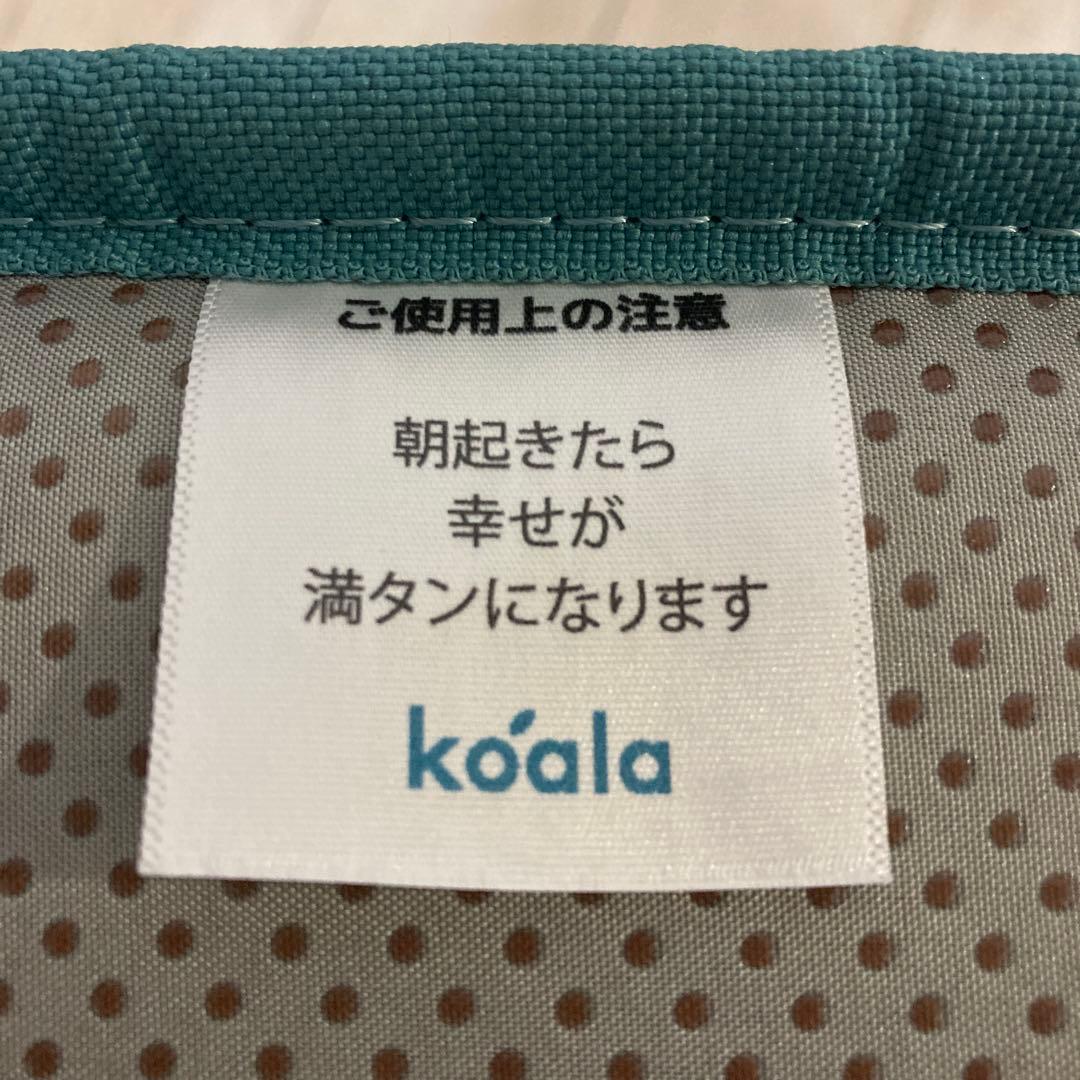 ご使用上の注意
朝起きたら
幸せが
満タンになります
koala